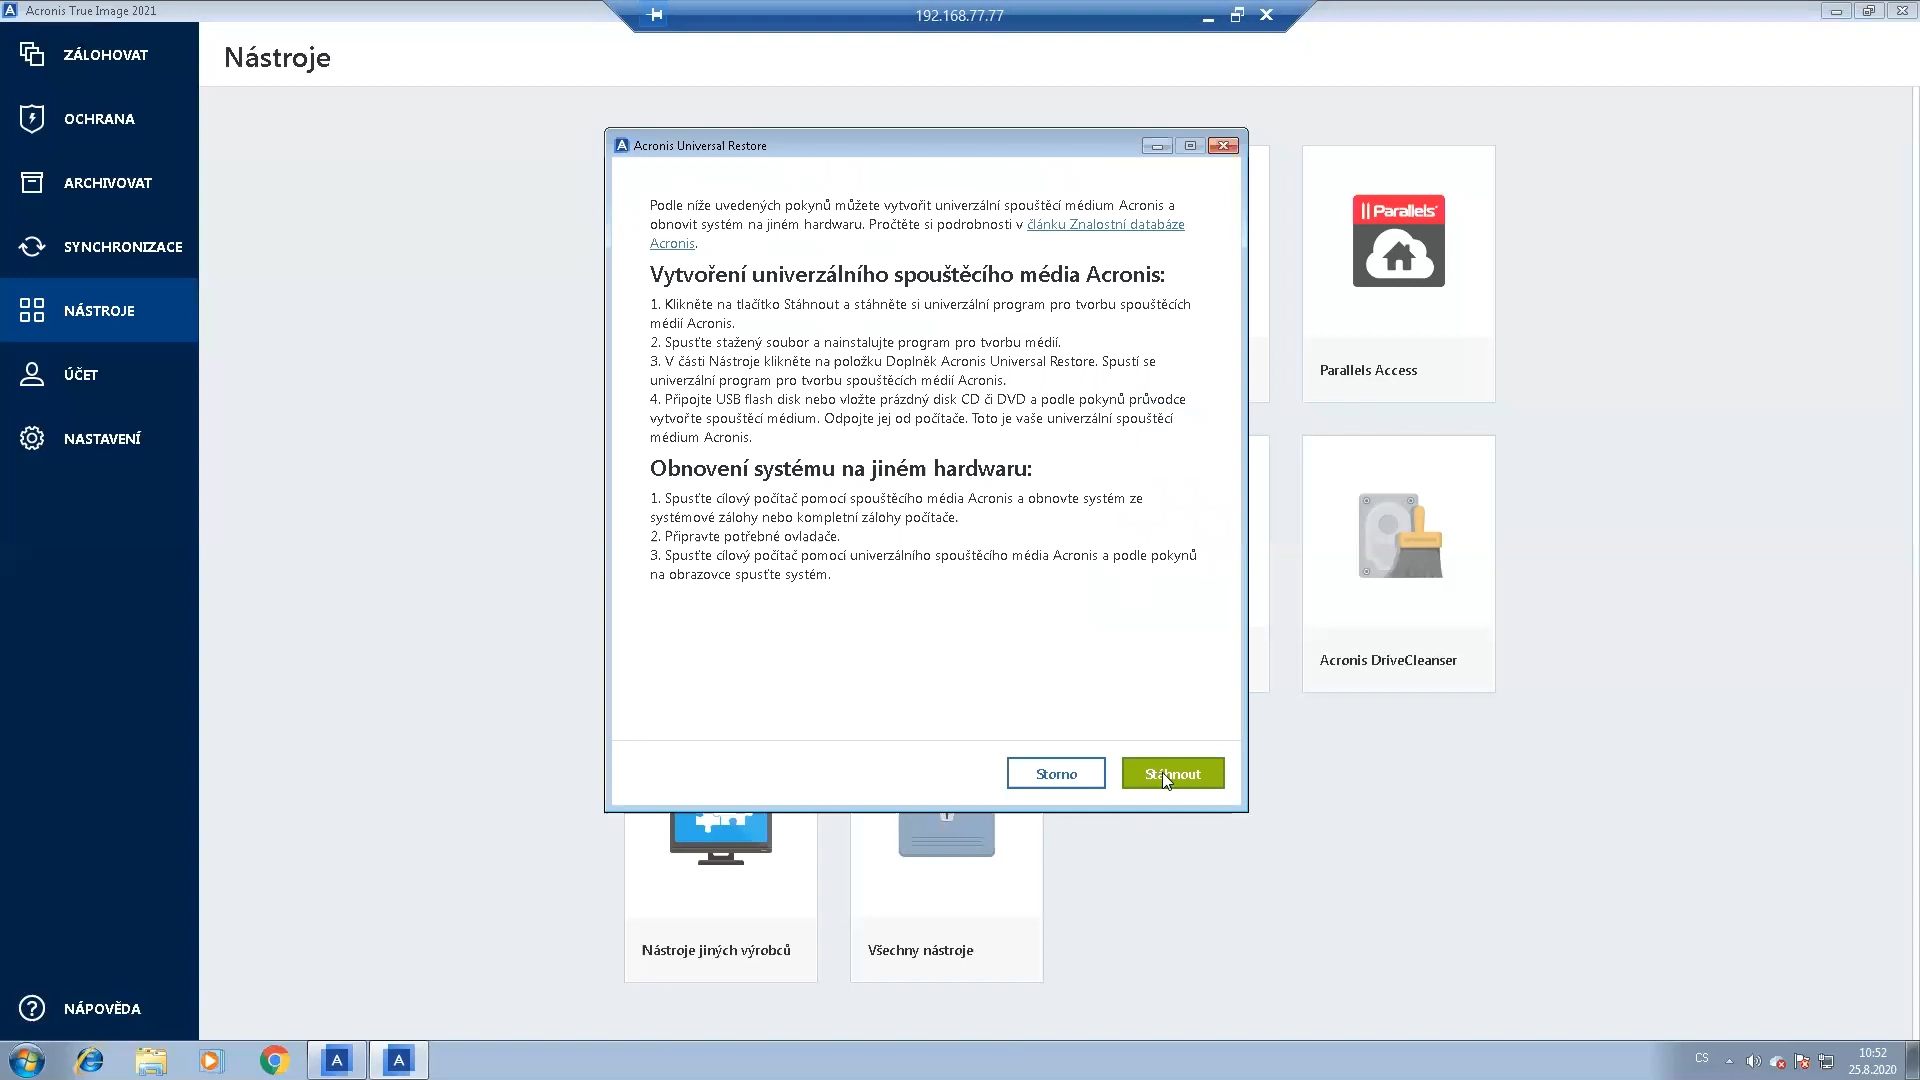 Acronis True Image 2021
192.168.77.77
ZÁLOHOVAT
OCHRANA
ARCHIVOVAT
SYNCHRONIZACE
NÁSTROJE
ÚČET
NASTAVENÍ
NÁPOVĚDA
Nástroje
Acronis Universal Restore
Podle níže uvedených pokynů můžete vytvořit univerzální spouštěcí médium Acronis a
obnovit systém na jiném hardwaru. Pročtěte si podrobnosti v článku Znalostní databáze
Acronis.
Vytvoření univerzálního spouštěcího média Acronis:
1. Klikněte na tlačítko Stáhnout a stáhněte si univerzální program pro tvorbu spouštěcích
médií Acronis.
2. Spusťte stažený soubor a nainstalujte program pro tvorbu médií.
3. V části Nástroje klikněte na položku Doplněk Acronis Universal Restore. Spustí se
univerzální program pro tvorbu spouštěcích médií Acronis.
4. Připojte USB flash disk nebo vložte prázdný disk CD či DVD a podle pokynů průvodce
vytvořte spouštěcí médium. Odpojte jej od počítače. Toto je vaše univerzální spouštěcí
médium Acronis.
Obnovení systému na jiném hardwaru:
1. Spusťte cílový počítač pomocí spouštěcího média Acronis a obnovte systém ze
systémové zálohy nebo kompletní zálohy počítače.
2. Připravte potřebné ovladače.
3. Spusťte cílový počítač pomocí univerzálního spouštěcího média Acronis a podle pokynů
na obrazovce spusťte systém.
Storno
Stáhnout
Parallels
Parallels Access
Acronis DriveCleanser
Nástroje jiných výrobců
Všechny nástroje
CS
10:52
25.8.2020